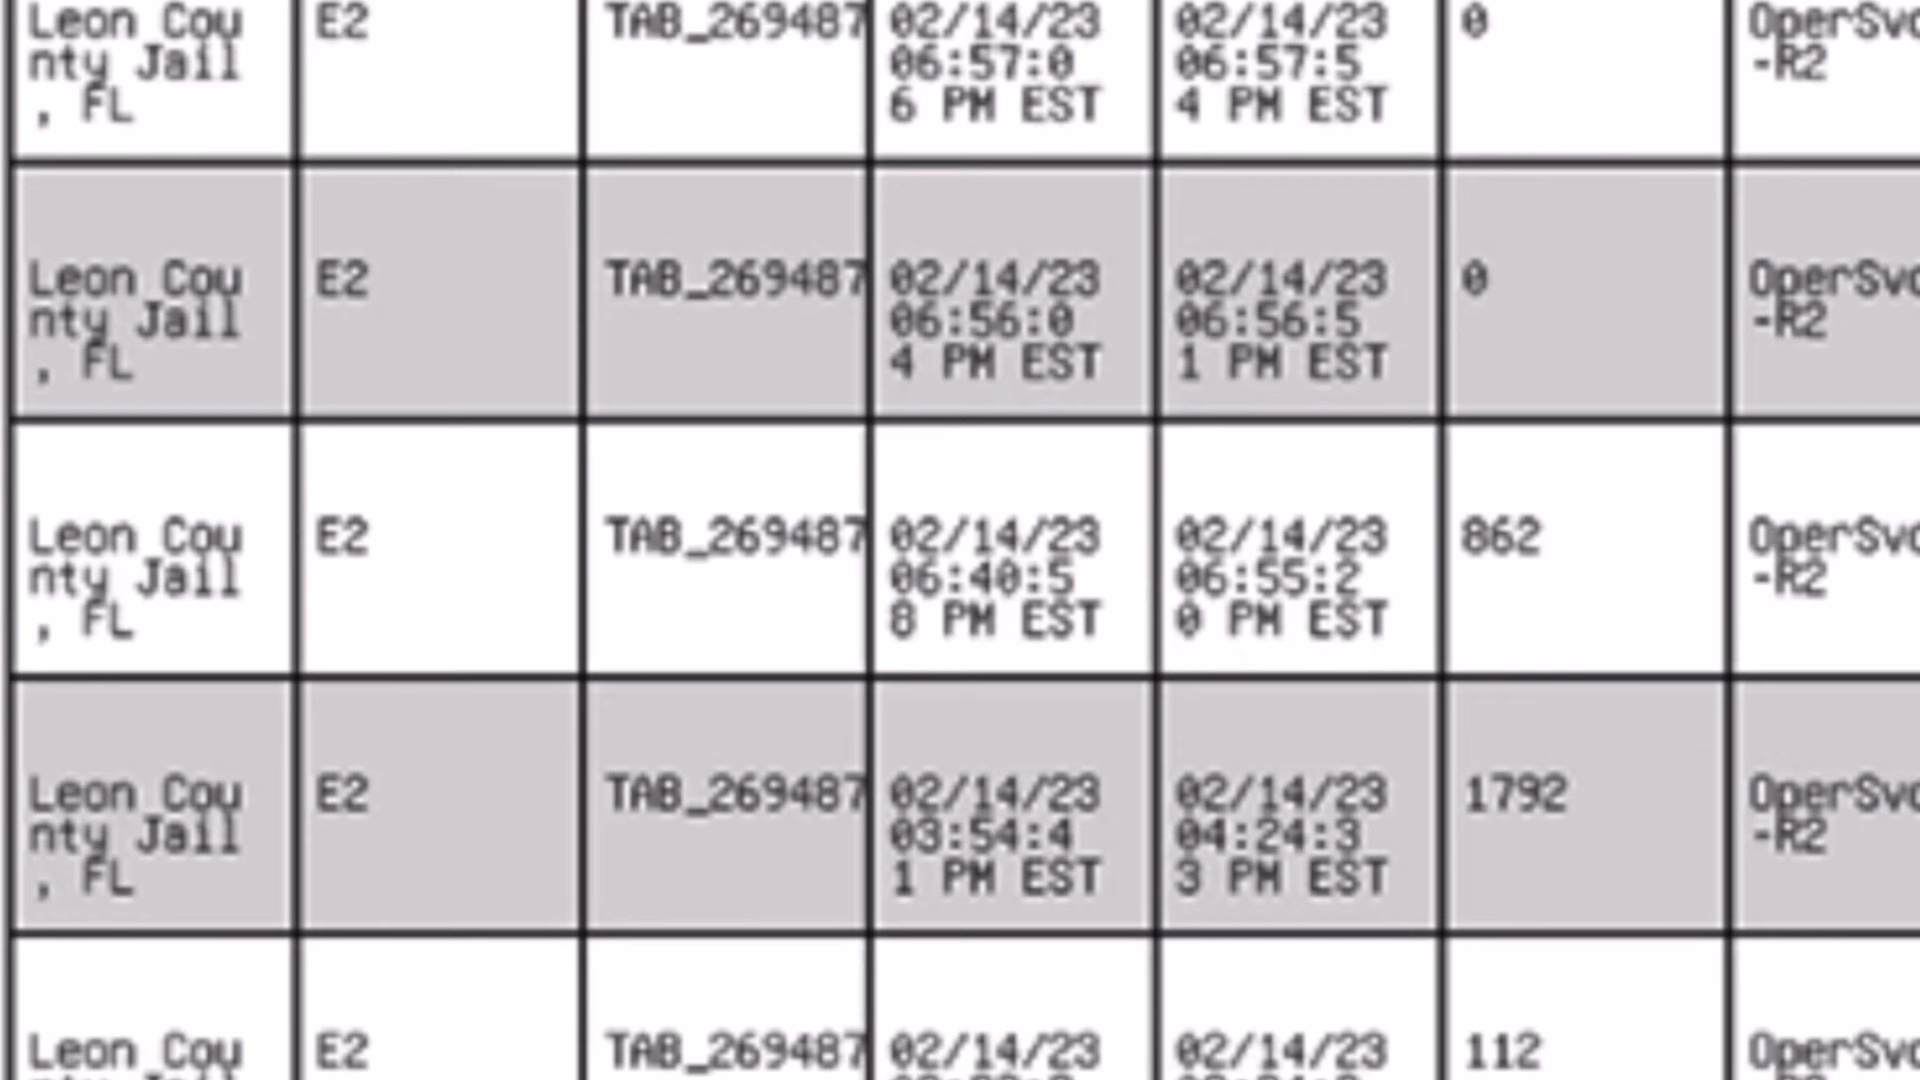 Leon Cou E2 TAB_269487 02/14/23 02/14/23 0 OperSvc
nty Jail 06:57:0 06:57:5 -R2
, FL 6 PM EST 4 PM EST
Leon Cou E2 TAB_269487 02/14/23 02/14/23 0 OperSvc
nty Jail 06:56:0 06:56:5 -R2
, FL 4 PM EST 1 PM EST
Leon Cou E2 TAB_269487 02/14/23 02/14/23 862 OperSvc
nty Jail 06:40:5 06:55:2 -R2
, FL 8 PM EST 0 PM EST
Leon Cou E2 TAB_269487 02/14/23 02/14/23 1792 OperSvc
nty Jail 03:54:4 04:24:3 -R2
, FL 1 PM EST 3 PM EST
Leon Cou E2 TAB_269487 02/14/23 02/14/23 112 OperSvc